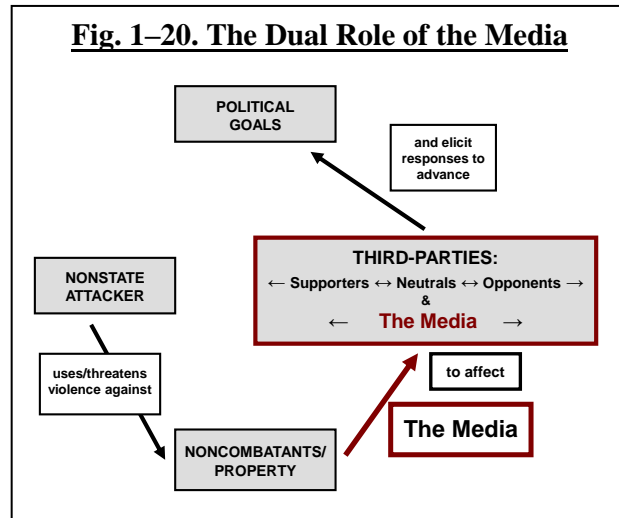 Fig. 1–20. The Dual Role of the Media
POLITICAL
GOALS
and elicit
responses to
advance
THIRD-PARTIES:
← Supporters ↔ Neutrals ↔ Opponents →
&
← The Media →
NONSTATE
ATTACKER
uses/threatens
violence against
to affect
The Media
NONCOMBATANTS/
PROPERTY